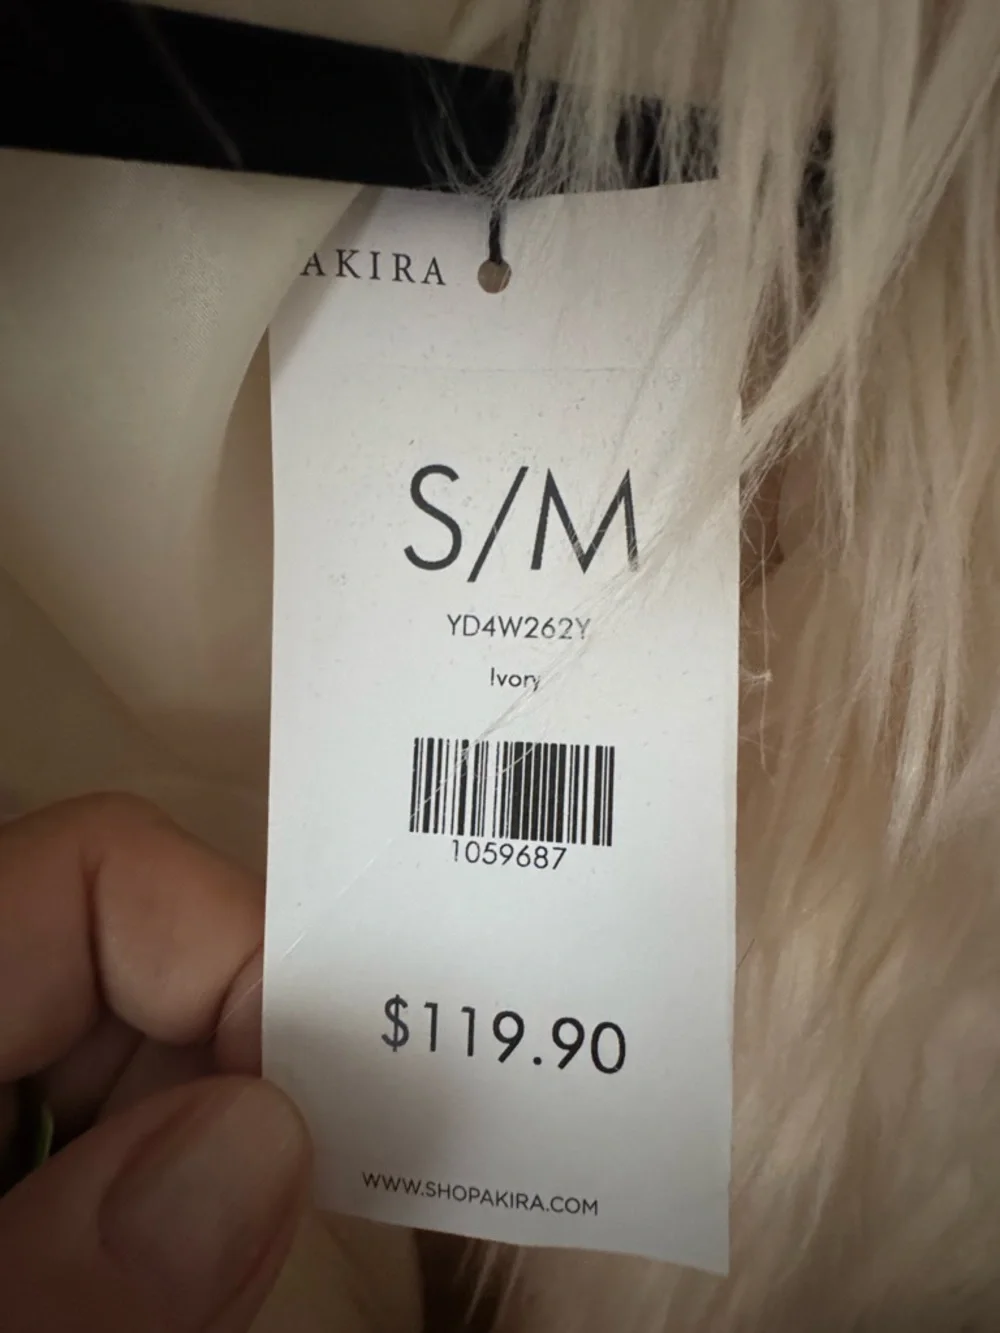 AKIRA
S/M
YD4W262Y
Ivory
1059687
$119.90
WWW.SHOPAKIRA.COM